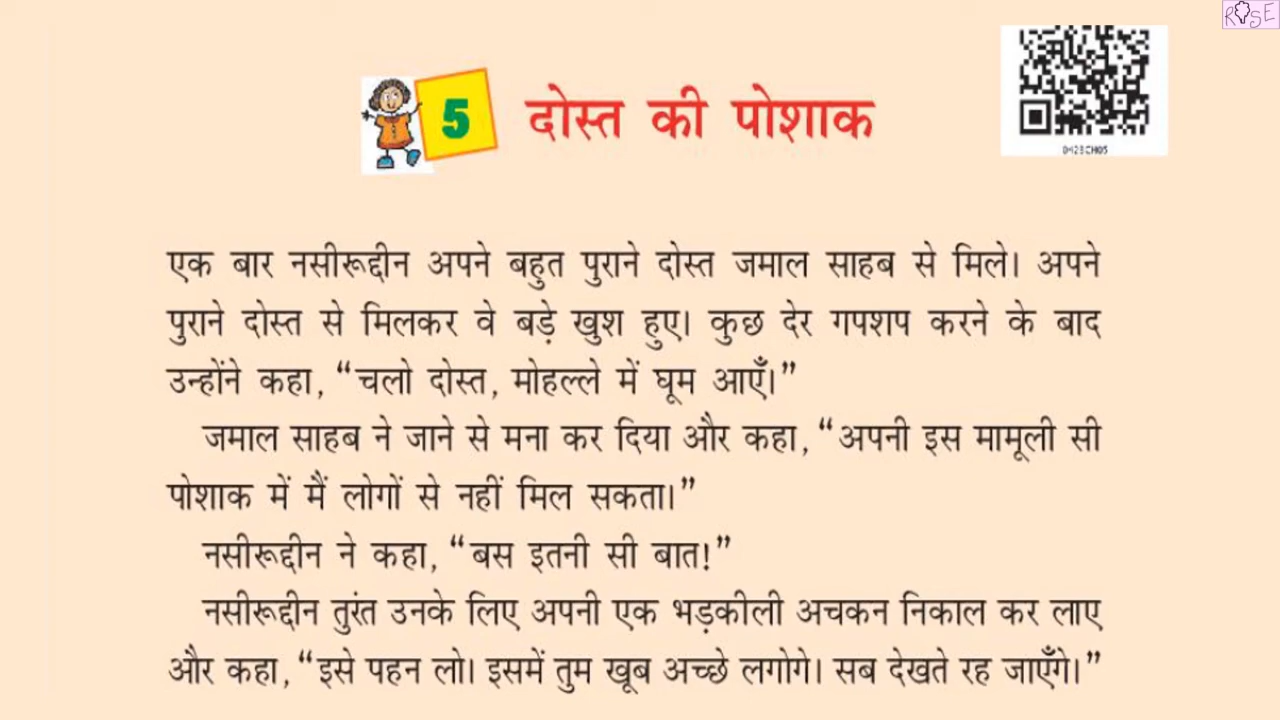 ROSE
5 दोस्त की पोशाक
0423CH05
एक बार नसीरूद्दीन अपने बहुत पुराने दोस्त जमाल साहब से मिले। अपने
पुराने दोस्त से मिलकर वे बड़े खुश हुए। कुछ देर गपशप करने के बाद
उन्होंने कहा, “चलो दोस्त, मोहल्ले में घूम आएँ।”
जमाल साहब ने जाने से मना कर दिया और कहा, “अपनी इस मामूली सी
पोशाक में मैं लोगों से नहीं मिल सकता।”
नसीरूद्दीन ने कहा, “बस इतनी सी बात!”
नसीरूद्दीन तुरंत उनके लिए अपनी एक भड़कीली अचकन निकाल कर लाए
और कहा, “इसे पहन लो। इसमें तुम खूब अच्छे लगोगे। सब देखते रह जाएँगे।”